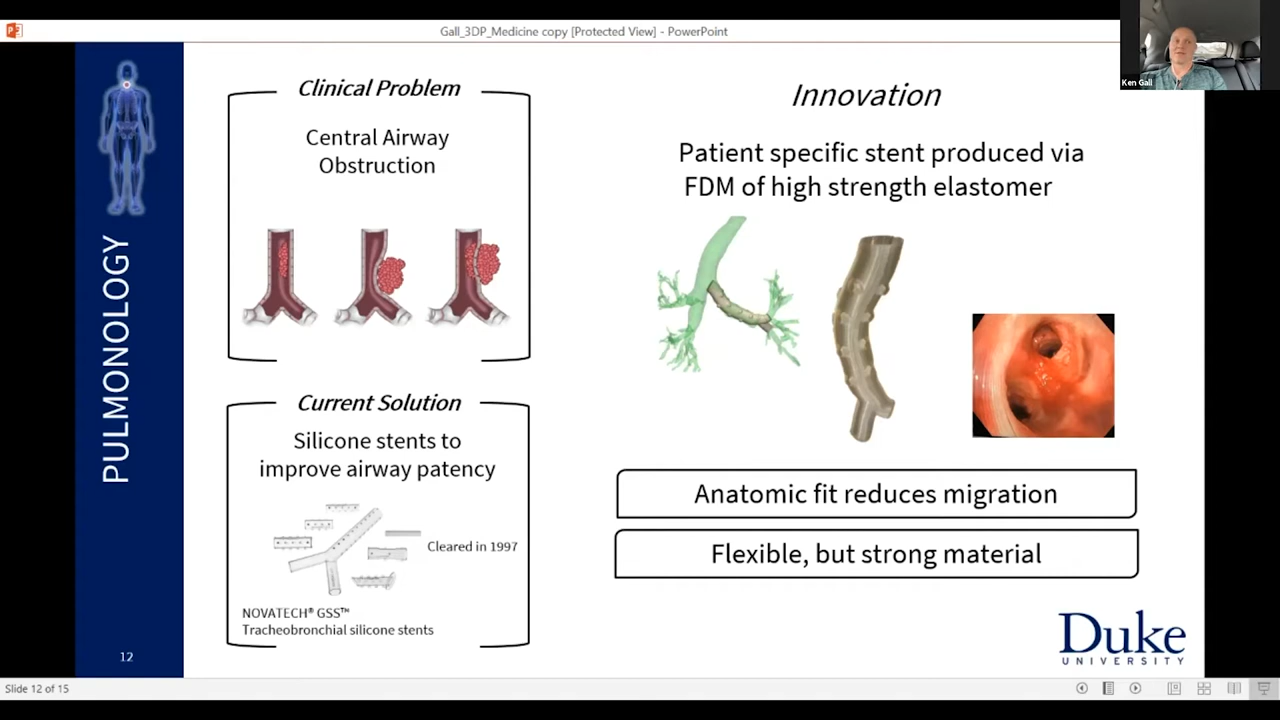 Gall_3DP_Medicine copy [Protected View] - PowerPoint
Ken Gall
PULMONOLOGY
12
Clinical Problem
Central Airway
Obstruction
Current Solution
Silicone stents to
improve airway patency
Cleared in 1997
NOVATECH® GSS™
Tracheobronchial silicone stents
Innovation
Patient specific stent produced via
FDM of high strength elastomer
Anatomic fit reduces migration
Flexible, but strong material
Duke
UNIVERSITY
Slide 12 of 15